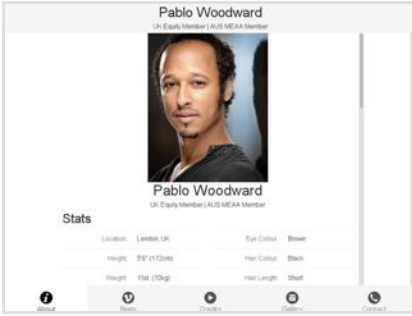 Pablo Woodward
UK Equity Member | AUS MEAA Member
Pablo Woodward
UK Equity Member | AUS MEAA Member
Stats
Location: London, UK
Eye Colour: Brown
Height: 5'8" (172cm)
Hair Colour: Black
Weight: 11st. (70kg)
Hair Length: Short
About
Reels
Credits
Gallery
Contact